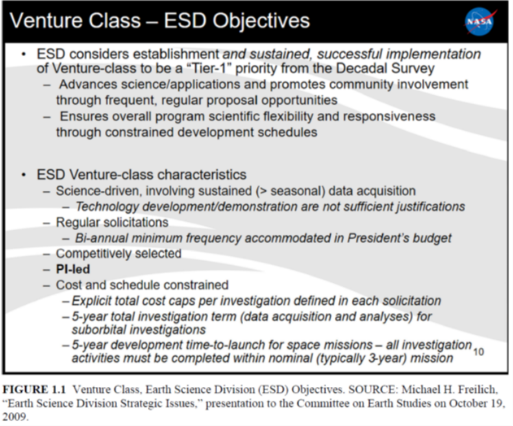 Venture Class – ESD Objectives
NASA
• ESD considers establishment and sustained, successful implementation
of Venture-class to be a “Tier-1” priority from the Decadal Survey
– Advances science/applications and promotes community involvement
through frequent, regular proposal opportunities
– Ensures overall program scientific flexibility and responsiveness
through constrained development schedules
• ESD Venture-class characteristics
– Science-driven, involving sustained (> seasonal) data acquisition
– Technology development/demonstration are not sufficient justifications
– Regular solicitations
– Bi-annual minimum frequency accommodated in President’s budget
– Competitively selected
– PI-led
– Cost and schedule constrained
– Explicit total cost caps per investigation defined in each solicitation
– 5-year total investigation term (data acquisition and analyses) for
suborbital investigations
– 5-year development time-to-launch for space missions – all investigation
activities must be completed within nominal (typically 3-year) mission
10
FIGURE 1.1 Venture Class, Earth Science Division (ESD) Objectives. SOURCE: Michael H. Freilich,
“Earth Science Division Strategic Issues,” presentation to the Committee on Earth Studies on October 19,
2009.